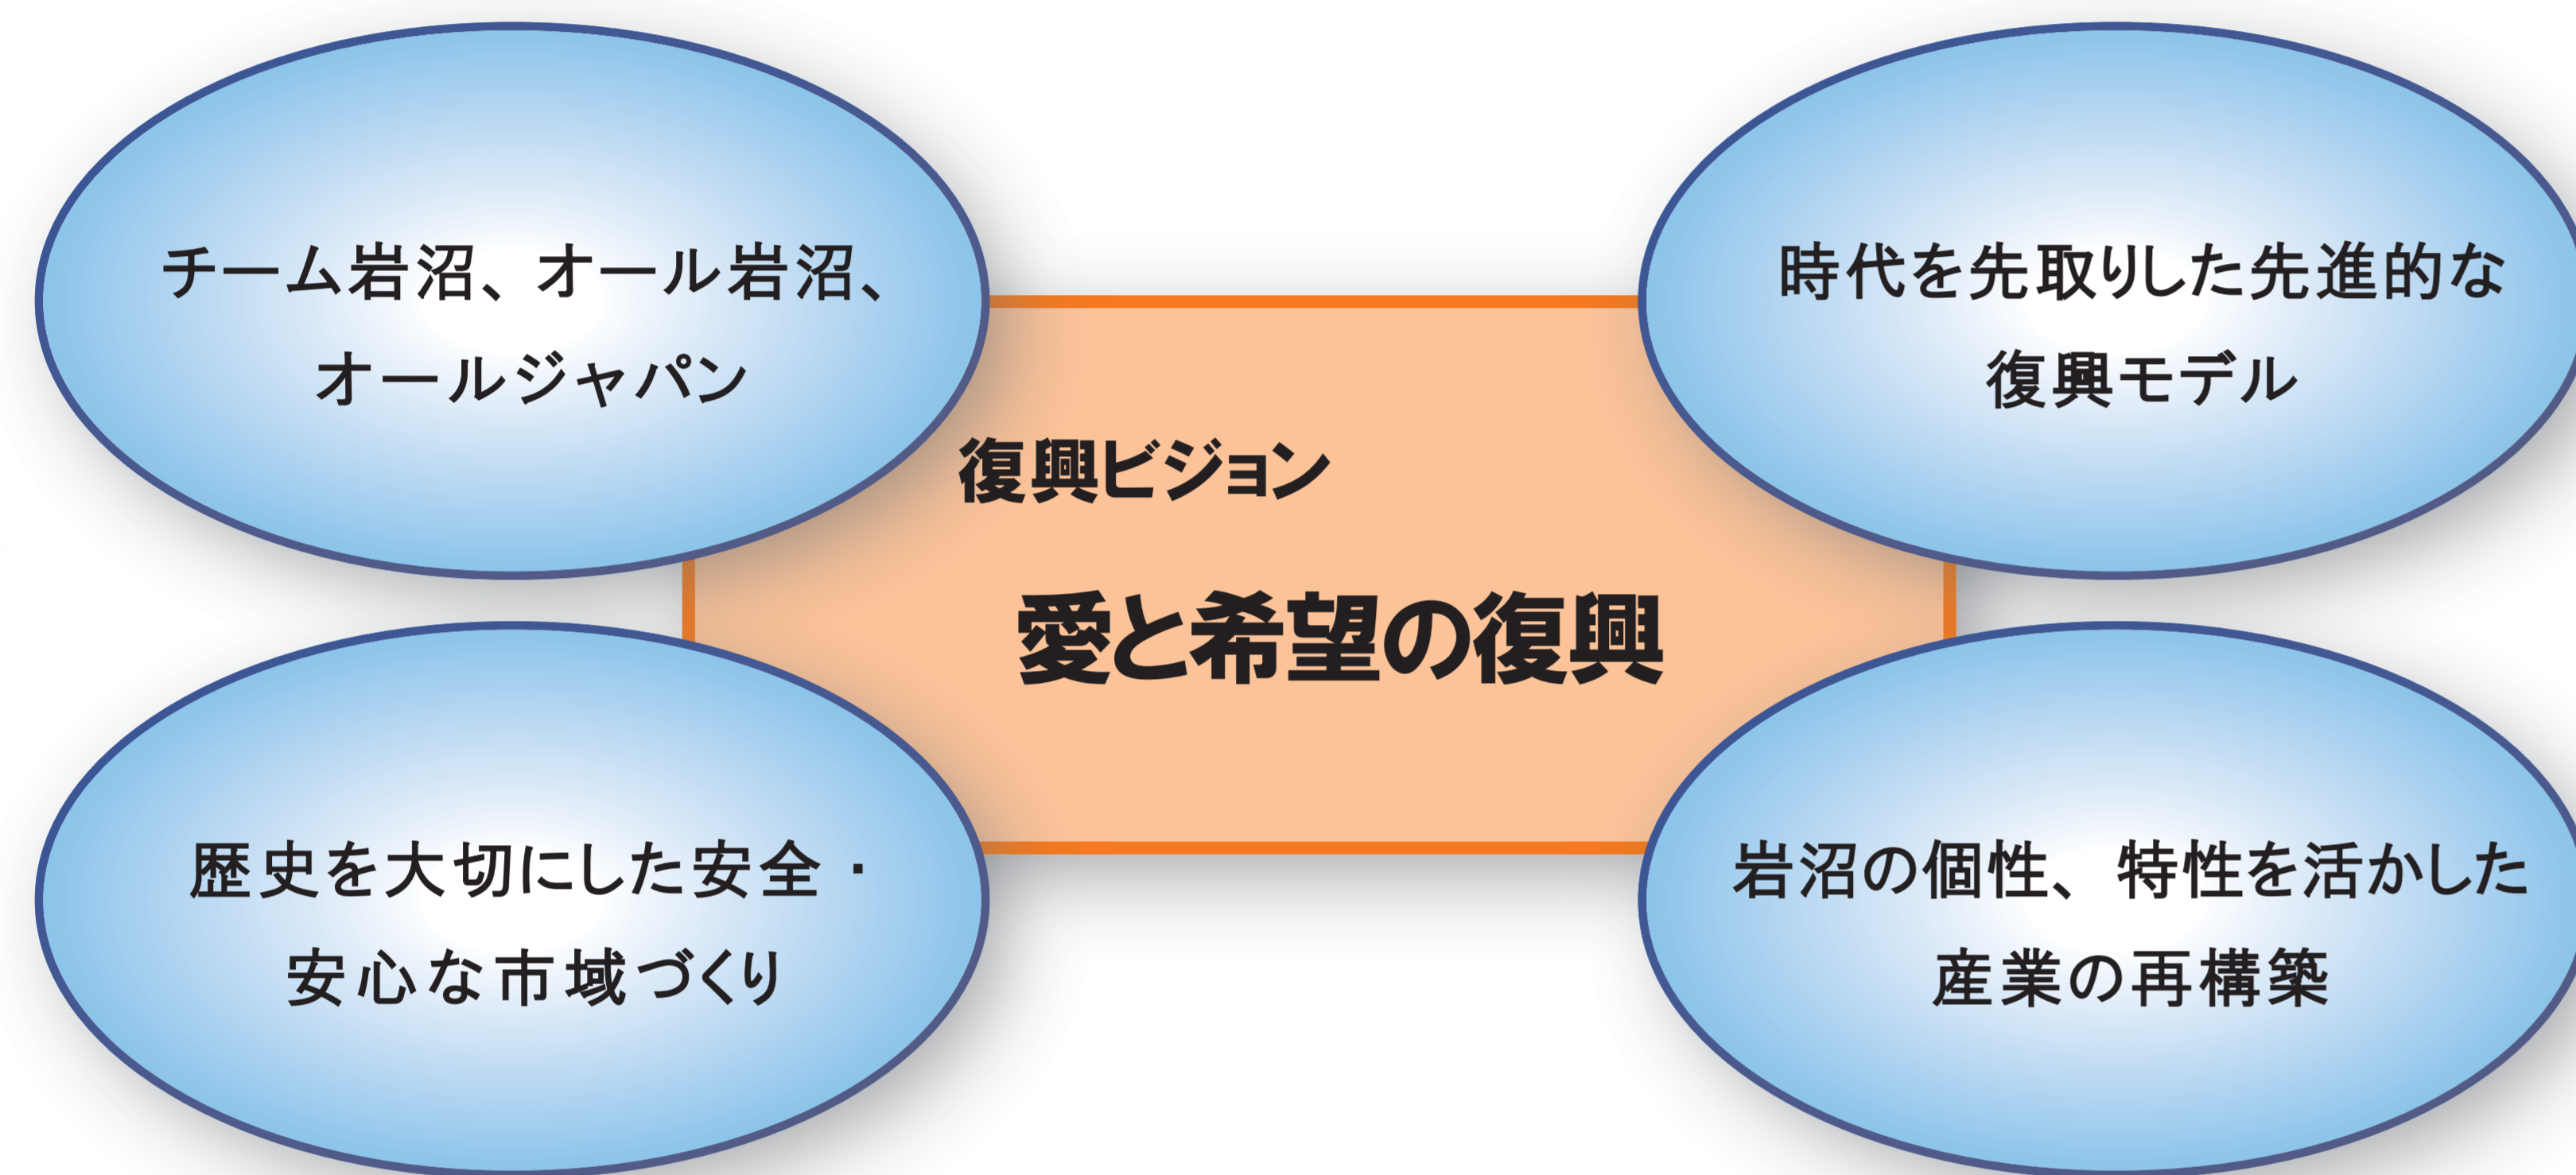 チーム岩沼、オール岩沼、
オールジャパン
時代を先取りした先進的な
復興モデル
復興ビジョン
愛と希望の復興
歴史を大切にした安全・
安心な市域づくり
岩沼の個性、特性を活かした
産業の再構築